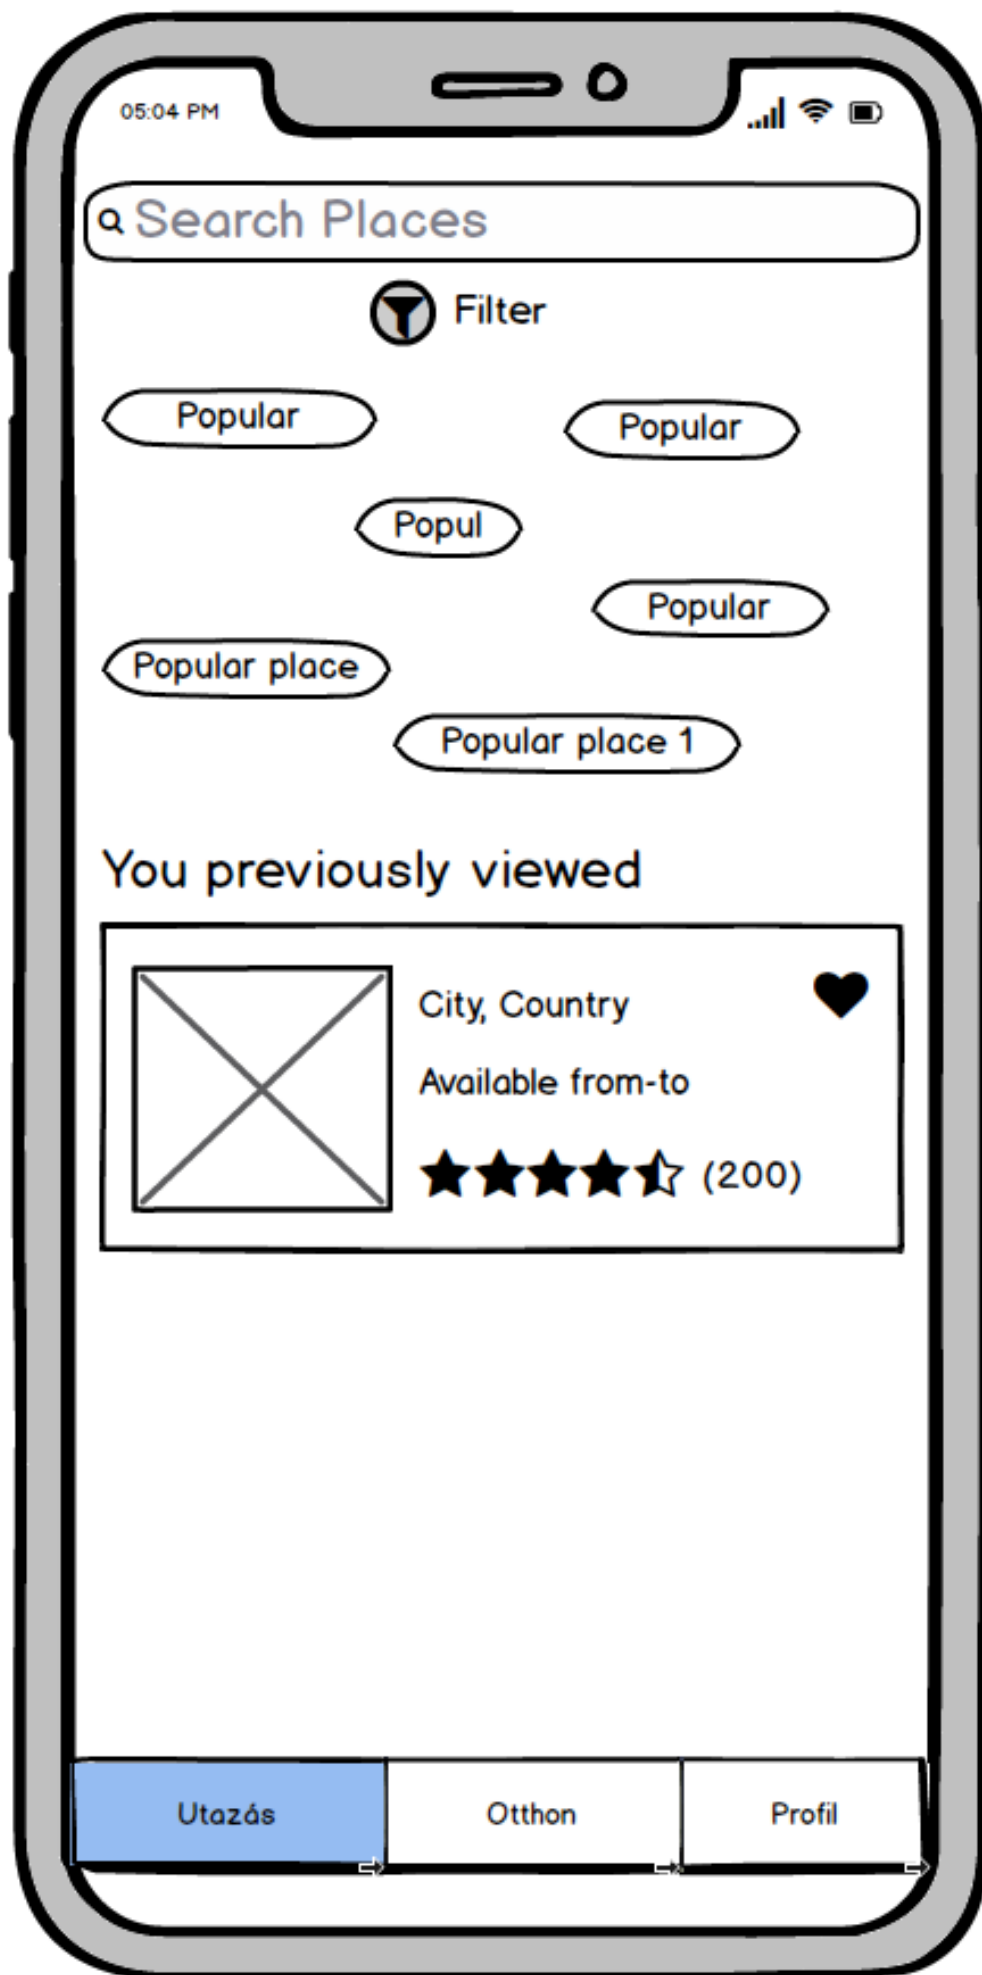 05:04 PM
Search Places
Filter
Popular
Popular
Popul
Popular
Popular place
Popular place 1
You previously viewed
City, Country
Available from-to
(200)
Utazás
Otthon
Profil